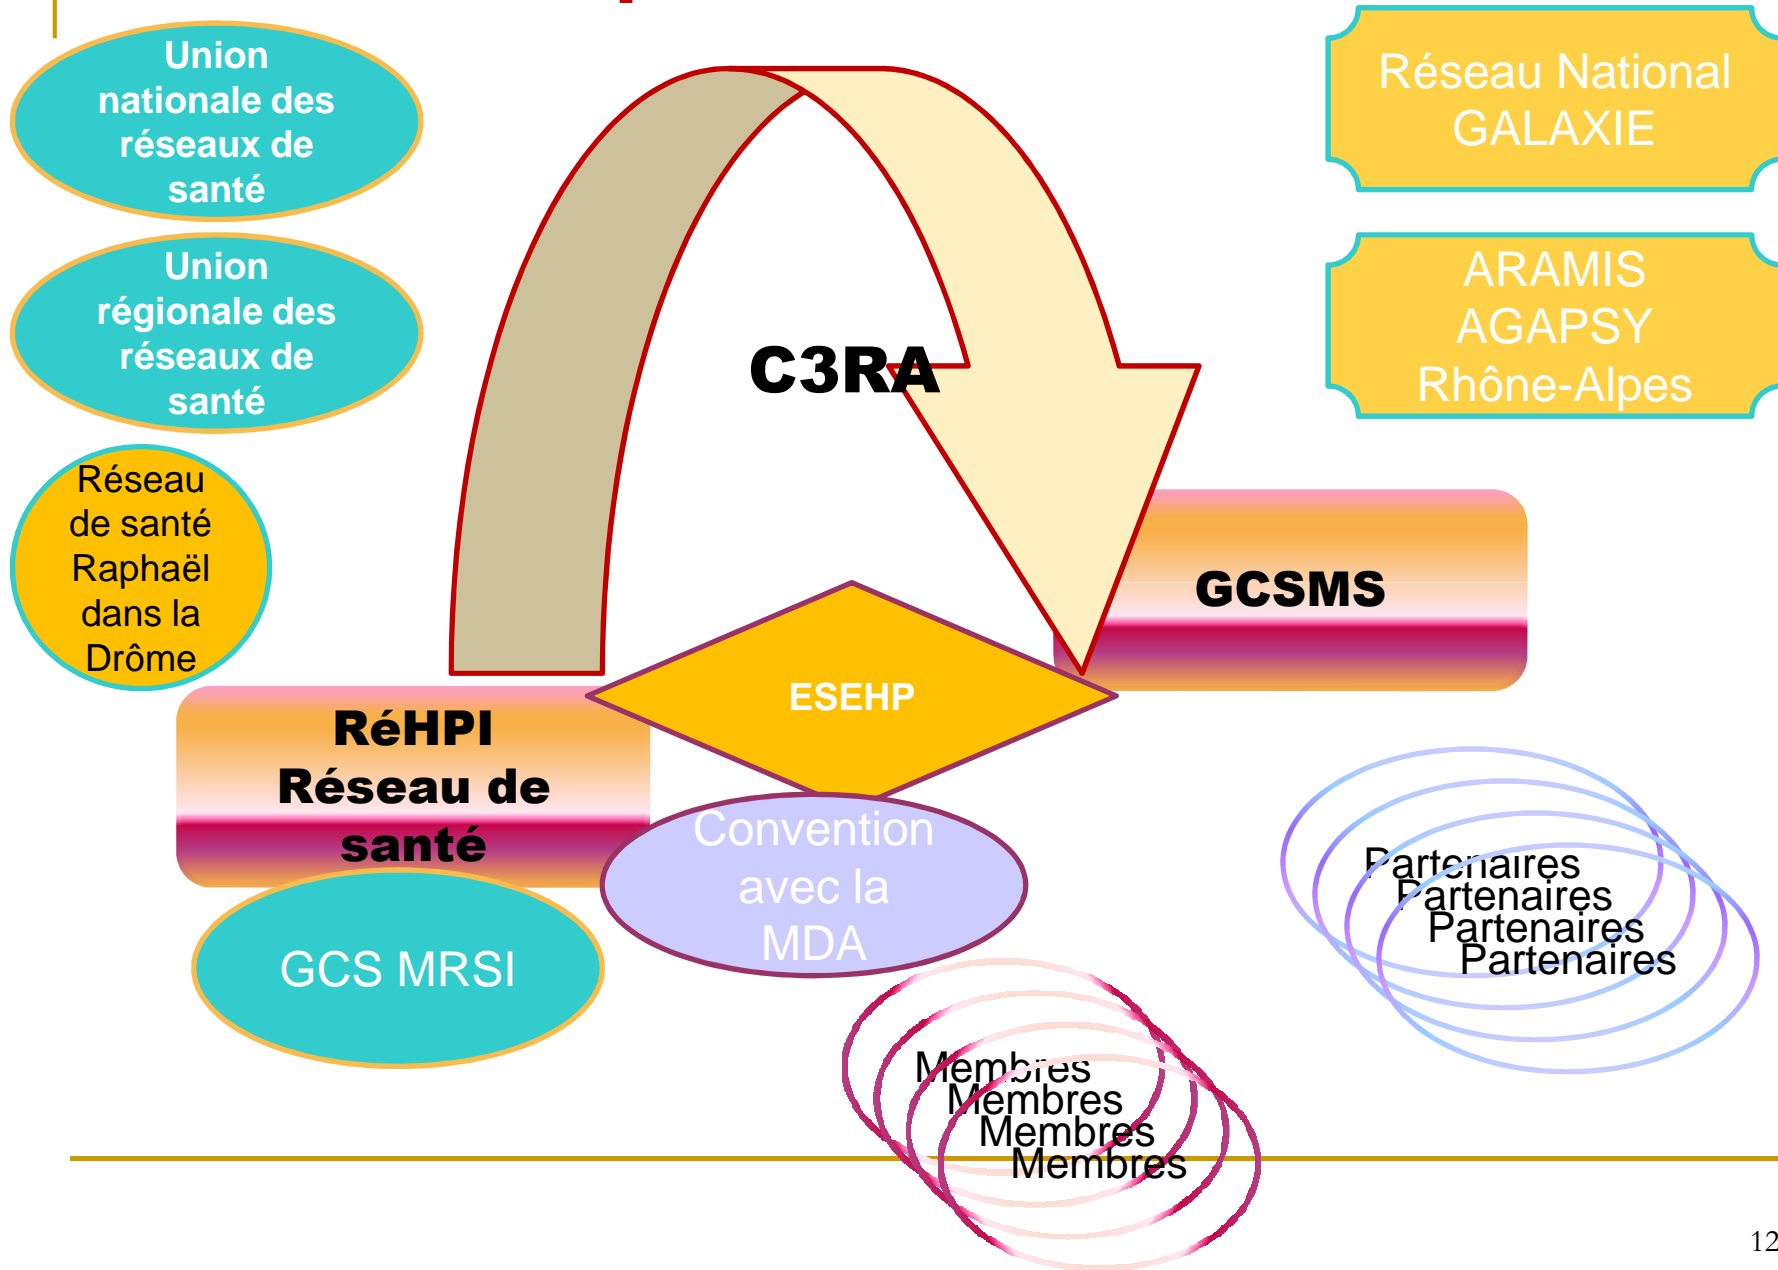 Union
nationale des
réseaux de
santé
Réseau National
GALAXIE
Union
régionale des
réseaux de
santé
ARAMIS
AGAPSY
Rhône-Alpes
C3RA
Réseau
de santé
Raphaël
dans la
Drôme
GCSMS
ESEHP
RéHPI
Réseau de
santé
Convention
avec la
MDA
GCS MRSI
Partenaires
Partenaires
Partenaires
Partenaires
Membres
Membres
Membres
Membres
12